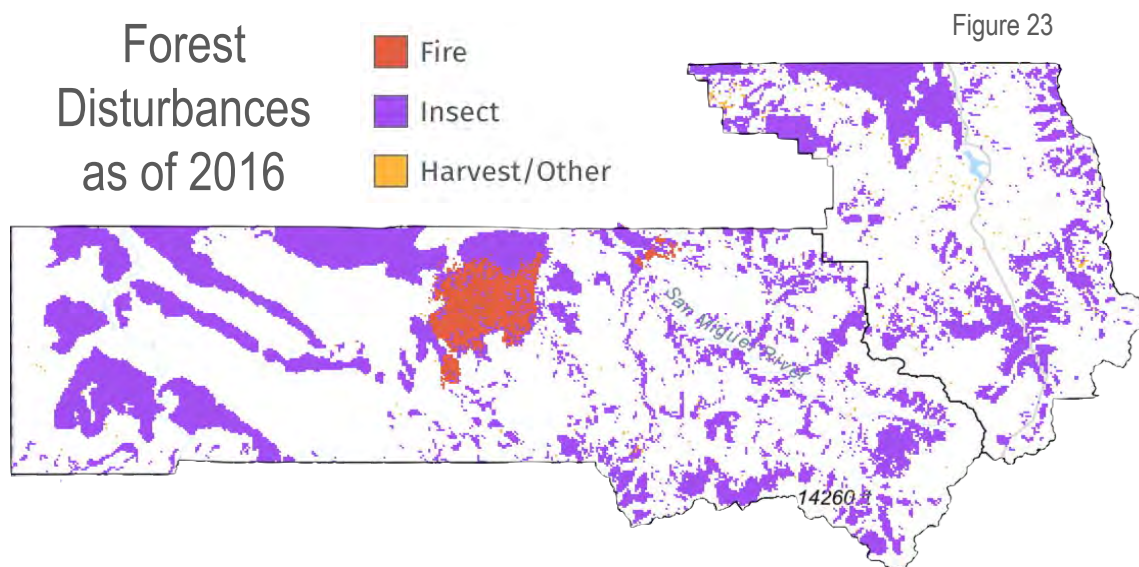 Forest
Disturbances
as of 2016
Fire
Insect
Harvest/Other
Figure 23
San Miguel River
14260